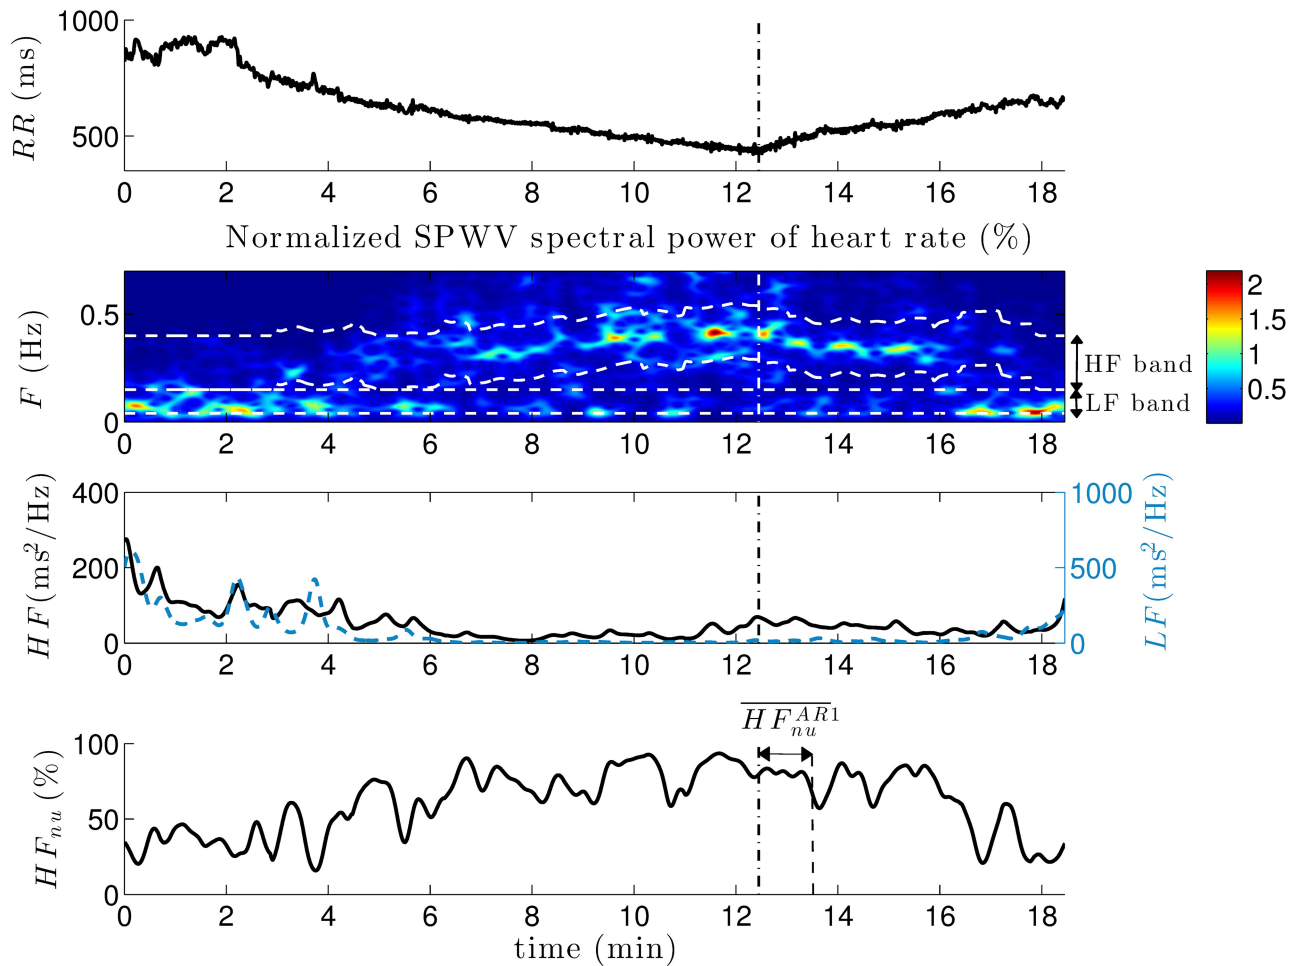 1000
500
RR (ms)
0 2 4 6 8 10 12 14 16 18
Normalized SPWV spectral power of heart rate (%)
0.5
0
F (Hz)
0 2 4 6 8 10 12 14 16 18
HF band
LF band
2
1.5
1
0.5
400
200
0
HF(ms²/Hz)
1000
500
0
LF(ms²/Hz)
0 2 4 6 8 10 12 14 16 18
HF_{nu}^{AR1}
100
50
0
HF_{nu}(%)
0 2 4 6 8 10 12 14 16 18
time (min)